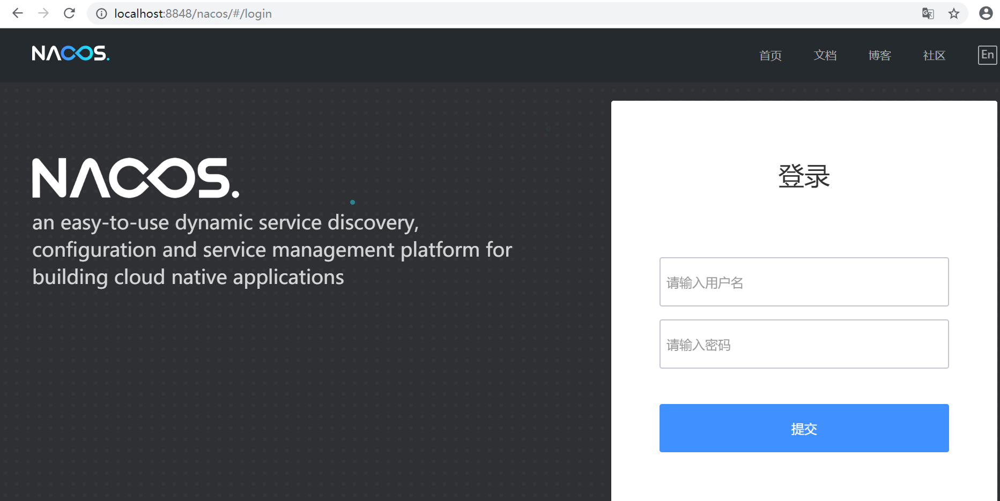 localhost:8848/nacos/#/login
NACOS.
首页 文档 博客 社区 En
NACOS.
an easy-to-use dynamic service discovery,
configuration and service management platform for
building cloud native applications
登录
请输入用户名
请输入密码
提交